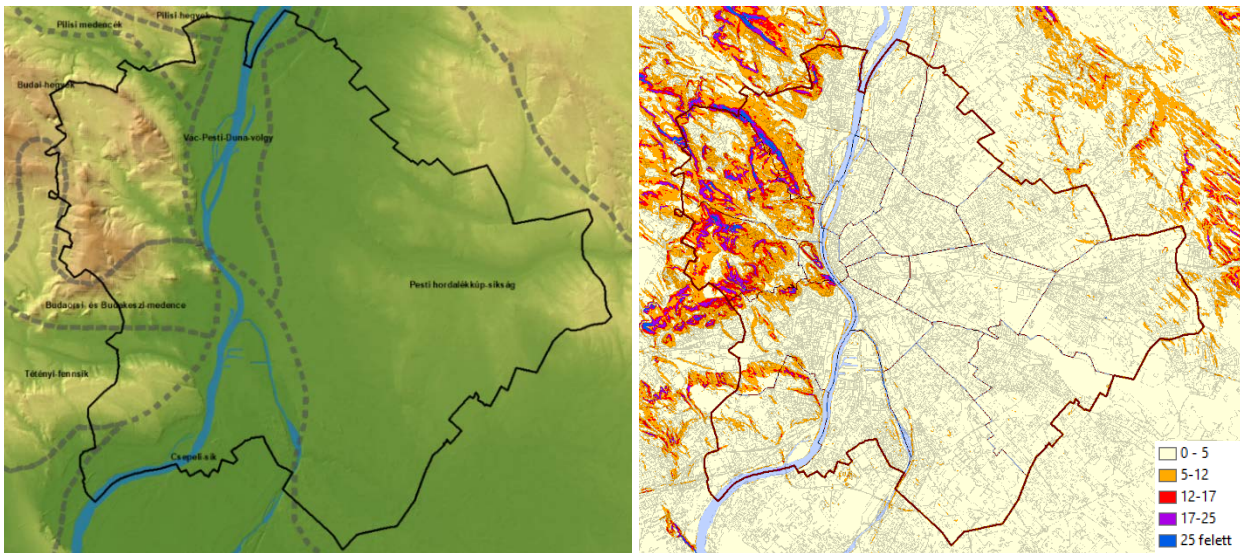 Pilisi-hegyek
Pilisi medencék
Budai-hegyek
Vác-Pesti-Duna-völgy
Pesti hordalékkúp-síkság
Budaörsi- és Budakeszi-medence
Tétényi-fennsík
Csepeli-sík
0 - 5
5-12
12-17
17-25
25 felett